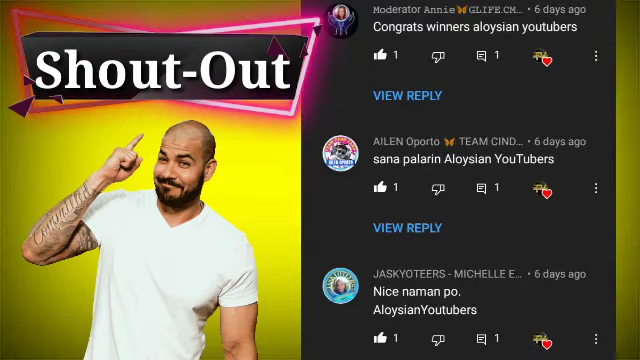 Shout-Out
Moderator Annie🦋GLIFE.CM... • 6 days ago
Congrats winners aloysian youtubers
1
1
VIEW REPLY
AILEN Oporto 🦋 TEAM CIND... • 6 days ago
sana palarin Aloysian YouTubers
1
1
VIEW REPLY
JASKYOTEERS - MICHELLE E... • 6 days ago
Nice naman po.
AloysianYoutubers
1
1